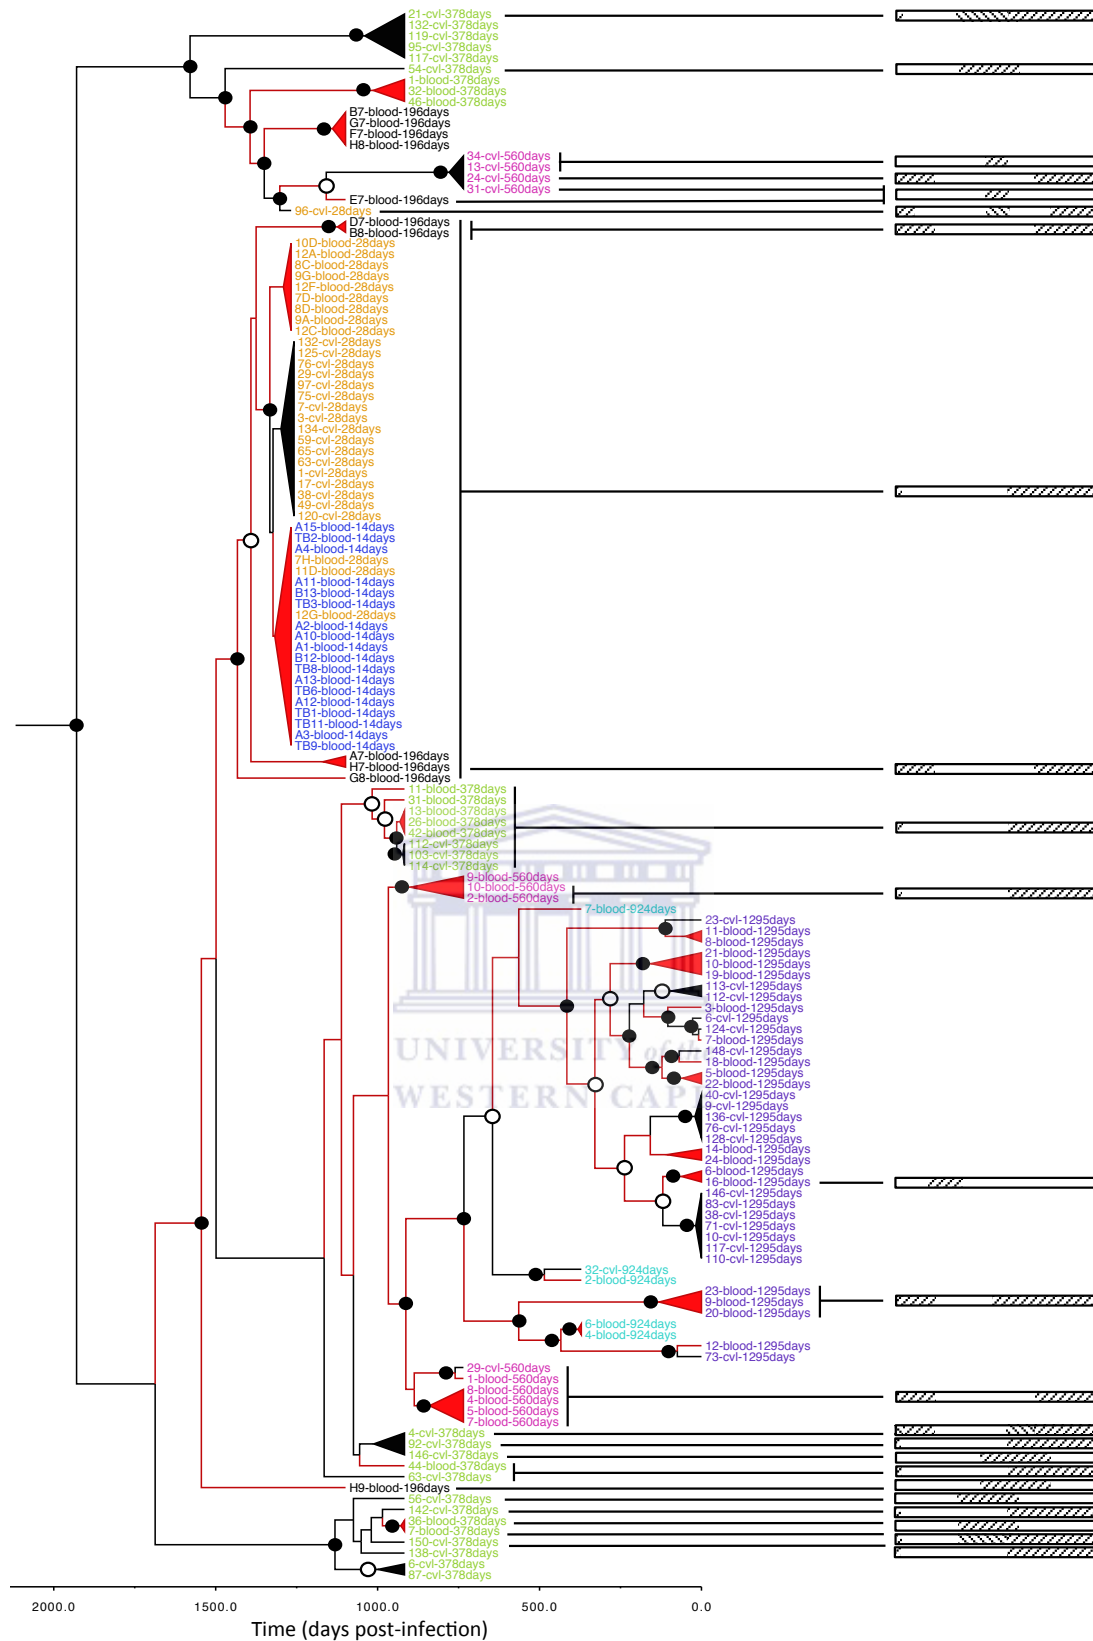 21-cvl-378days
132-cvl-378days
119-cvl-378days
95-cvl-378days
117-cvl-378days
54-cvl-378days
1-blood-378days
32-blood-378days
46-blood-378days
B7-blood-196days
G7-blood-196days
F7-blood-196days
H8-blood-196days
34-cvl-560days
13-cvl-560days
24-cvl-560days
31-cvl-560days
E7-blood-196days
96-cvl-28days
D7-blood-196days
B8-blood-196days
10D-blood-28days
12A-blood-28days
8C-blood-28days
9G-blood-28days
12F-blood-28days
7D-blood-28days
8D-blood-28days
9A-blood-28days
12C-blood-28days
132-cvl-28days
125-cvl-28days
76-cvl-28days
29-cvl-28days
97-cvl-28days
75-cvl-28days
7-cvl-28days
3-cvl-28days
134-cvl-28days
59-cvl-28days
65-cvl-28days
63-cvl-28days
1-cvl-28days
17-cvl-28days
38-cvl-28days
49-cvl-28days
120-cvl-28days
A15-blood-14days
TB2-blood-14days
A4-blood-14days
7H-blood-28days
11D-blood-28days
A11-blood-14days
B13-blood-14days
TB3-blood-14days
12G-blood-28days
A2-blood-14days
A10-blood-14days
A1-blood-14days
B12-blood-14days
TB8-blood-14days
A13-blood-14days
TB6-blood-14days
A12-blood-14days
TB1-blood-14days
TB11-blood-14days
A3-blood-14days
TB9-blood-14days
A7-blood-196days
H7-blood-196days
G8-blood-196days
11-blood-378days
31-blood-378days
13-blood-378days
26-blood-378days
42-blood-378days
112-cvl-378days
103-cvl-378days
114-cvl-378days
9-blood-560days
10-blood-560days
2-blood-560days
7-blood-924days
23-cvl-1295days
11-blood-1295days
8-blood-1295days
21-blood-1295days
10-blood-1295days
19-blood-1295days
113-cvl-1295days
112-cvl-1295days
3-blood-1295days
6-cvl-1295days
124-cvl-1295days
7-blood-1295days
148-cvl-1295days
18-blood-1295days
5-blood-1295days
22-blood-1295days
40-cvl-1295days
9-cvl-1295days
136-cvl-1295days
76-cvl-1295days
128-cvl-1295days
14-blood-1295days
24-blood-1295days
6-blood-1295days
16-blood-1295days
146-cvl-1295days
83-cvl-1295days
38-cvl-1295days
71-cvl-1295days
10-cvl-1295days
117-cvl-1295days
110-cvl-1295days
32-cvl-924days
2-blood-924days
23-blood-1295days
9-blood-1295days
20-blood-1295days
6-blood-924days
4-blood-924days
12-blood-1295days
73-cvl-1295days
29-cvl-560days
1-blood-560days
8-blood-560days
4-blood-560days
5-blood-560days
7-blood-560days
4-cvl-378days
92-cvl-378days
146-cvl-378days
44-blood-378days
63-cvl-378days
H9-blood-196days
56-cvl-378days
142-cvl-378days
36-blood-378days
7-blood-378days
150-cvl-378days
138-cvl-378days
6-cvl-378days
87-cvl-378days
UNIVERSITY of the
WESTERN CAPE
2000.0 1500.0 1000.0 500.0 0.0
Time (days post-infection)